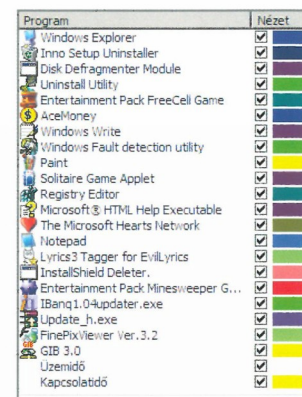 Program Nézet
Windows Explorer
Inno Setup Uninstaller
Disk Defragmenter Module
Uninstall Utility
Entertainment Pack FreeCell Game
AceMoney
Windows Write
Windows Fault detection utility
Paint
Solitaire Game Applet
Registry Editor
Microsoft® HTML Help Executable
The Microsoft Hearts Network
Notepad
Lyrics3 Tagger for EvilLyrics
InstallShield Deleter.
Entertainment Pack Minesweeper G...
IBanq1.04updater.exe
Update_h.exe
FinePixViewer Ver.3.2
GIB 3.0
Üzemidő
Kapcsolatidő